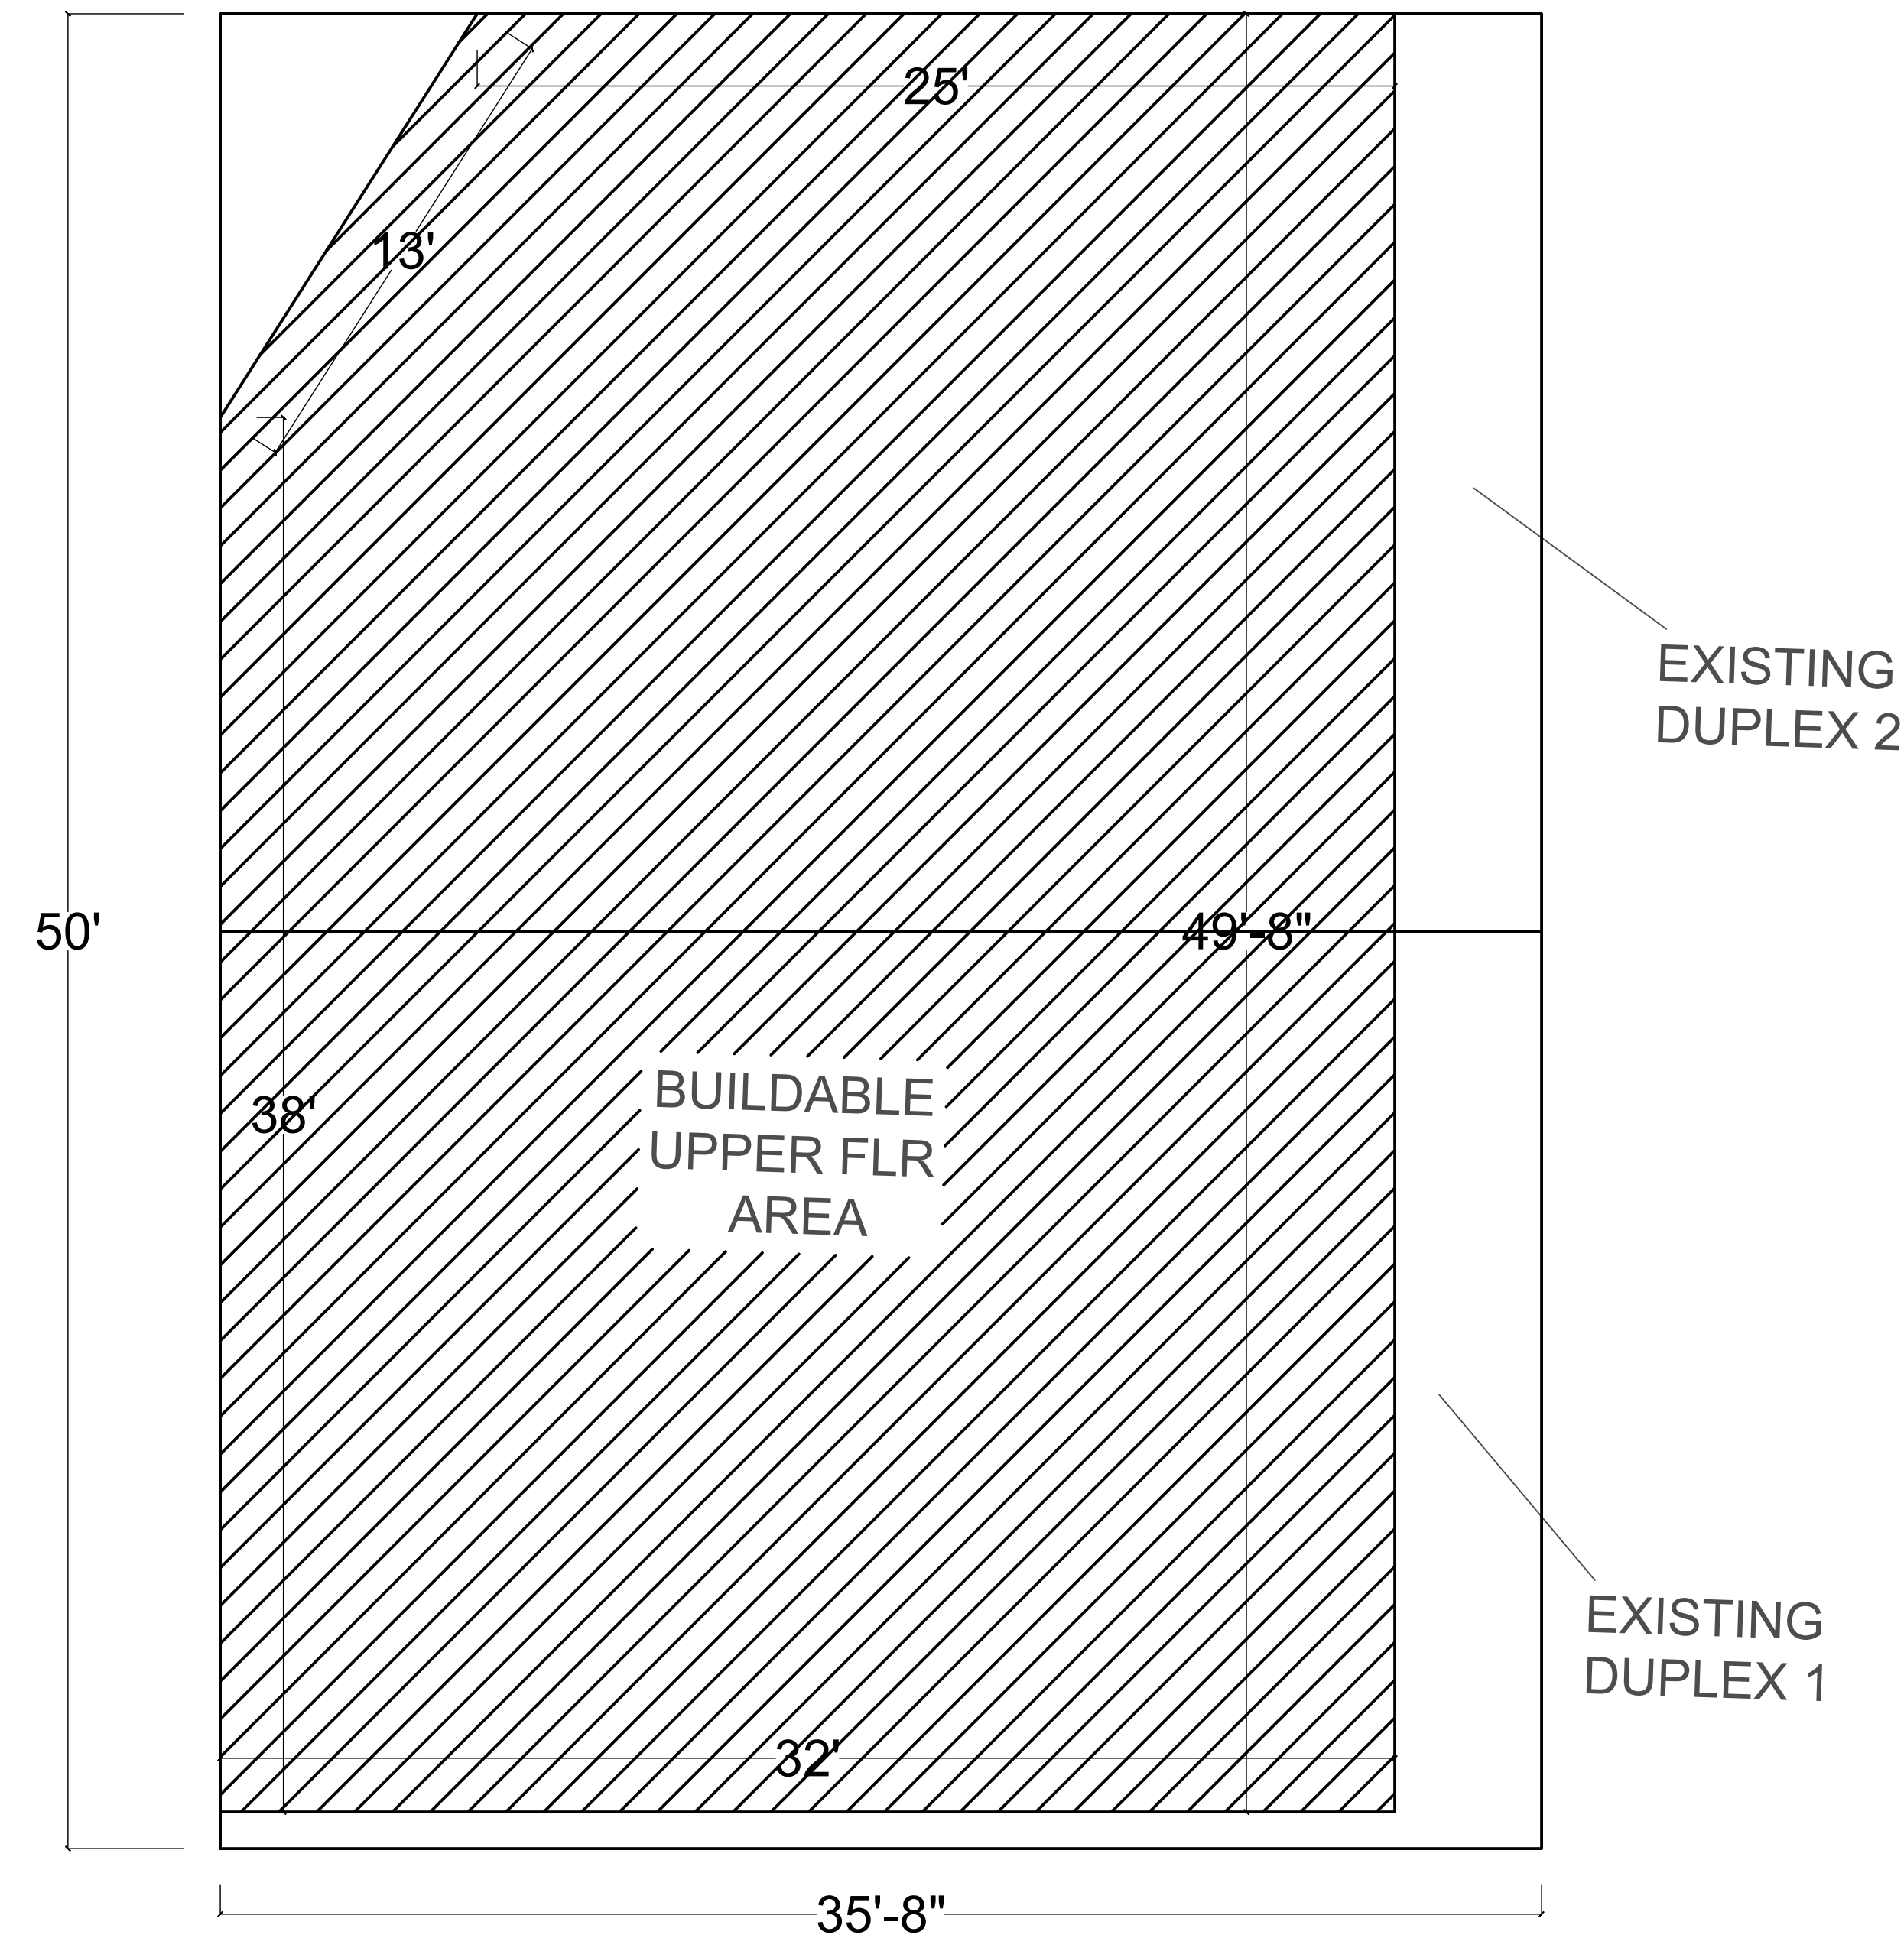 25'
13'
EXISTING
DUPLEX 2
50'
49'-8"
BUILDABLE
UPPER FLR
AREA
38'
EXISTING
DUPLEX 1
32'
35'-8"